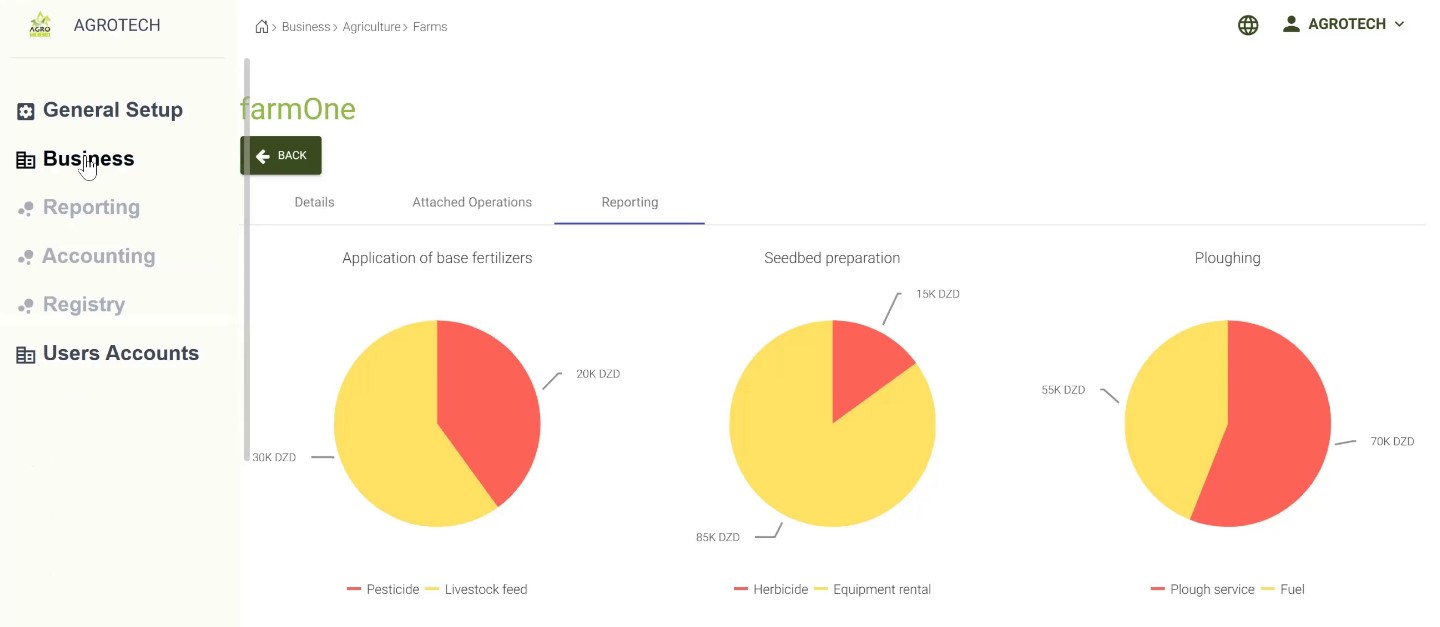 AGRO
AGROTECH
General Setup
Business
Reporting
Accounting
Registry
Users Accounts
Business > Agriculture > Farms
AGROTECH
farmOne
BACK
Details
Attached Operations
Reporting
Application of base fertilizers
20K DZD
30K DZD
Pesticide
Livestock feed
Seedbed preparation
15K DZD
85K DZD
Herbicide
Equipment rental
Ploughing
55K DZD
70K DZD
Plough service
Fuel